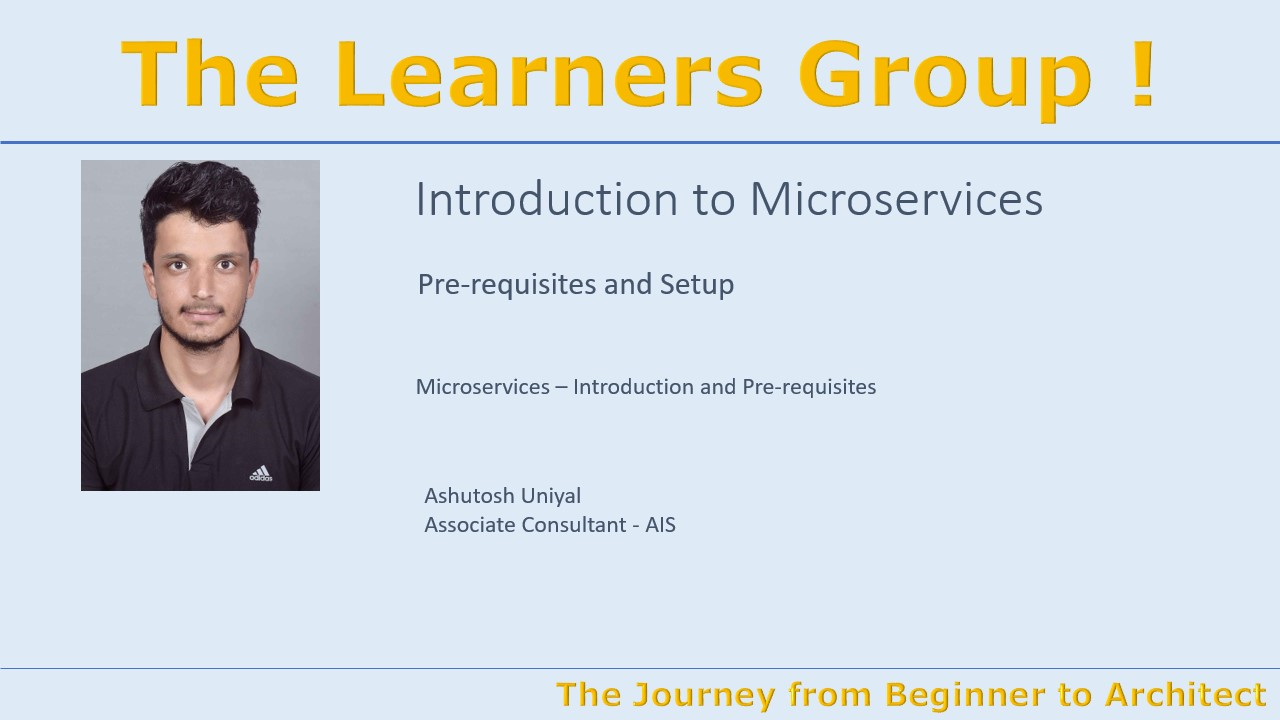 The Learners Group !
Introduction to Microservices
Pre-requisites and Setup
Microservices – Introduction and Pre-requisites
adidas
Ashutosh Uniyal
Associate Consultant - AIS
The Journey from Beginner to Architect